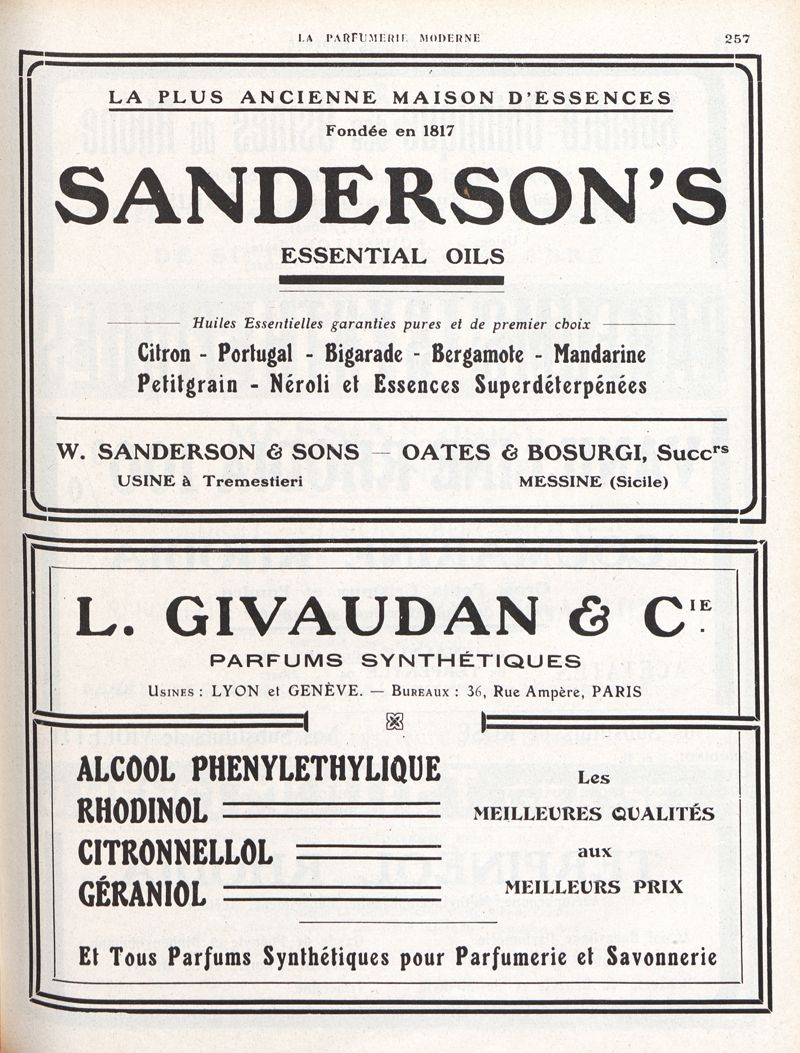 LA PARFUMERIE MODERNE 257
LA PLUS ANCIENNE MAISON D'ESSENCES
Fondée en 1817
SANDERSON'S
ESSENTIAL OILS
Huiles Essentielles garanties pures et de premier choix
Citron - Portugal - Bigarade - Bergamote - Mandarine
Petitgrain - Néroli et Essences Superdéterpénées
W. SANDERSON & SONS — OATES & BOSURGI, Succrs
USINE à Tremestieri MESSINE (Sicile)
L. GIVAUDAN & CIE.
PARFUMS SYNTHÉTIQUES
USINES : LYON et GENÈVE. — BUREAUX : 36, Rue Ampère, PARIS
ALCOOL PHENYLETHYLIQUE
RHODINOL
CITRONNELLOL
GÉRANIOL
Les
MEILLEURES QUALITÉS
aux
MEILLEURS PRIX
Et Tous Parfums Synthétiques pour Parfumerie et Savonnerie